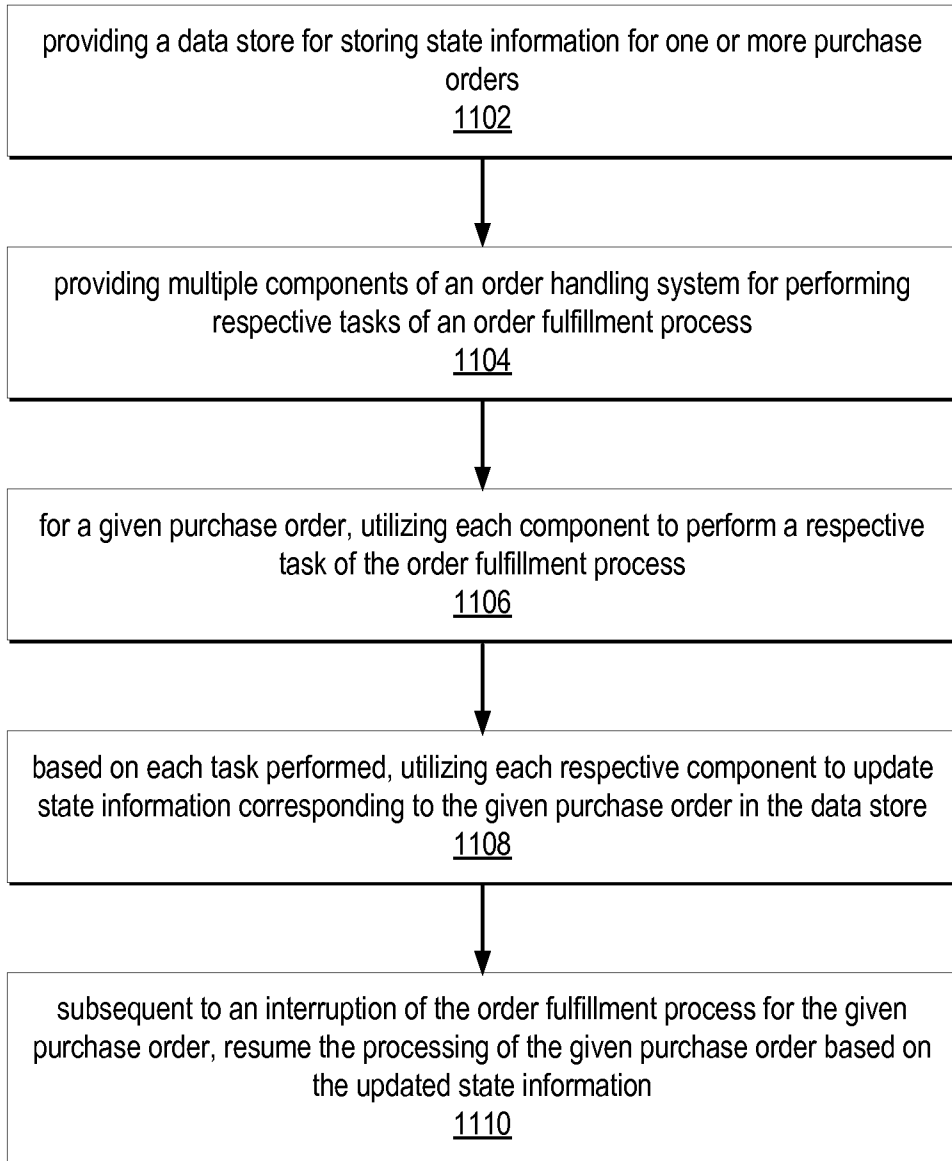 providing a data store for storing state information for one or more purchase
orders
1102
providing multiple components of an order handling system for performing
respective tasks of an order fulfillment process
1104
for a given purchase order, utilizing each component to perform a respective
task of the order fulfillment process
1106
based on each task performed, utilizing each respective component to update
state information corresponding to the given purchase order in the data store
1108
subsequent to an interruption of the order fulfillment process for the given
purchase order, resume the processing of the given purchase order based on
the updated state information
1110